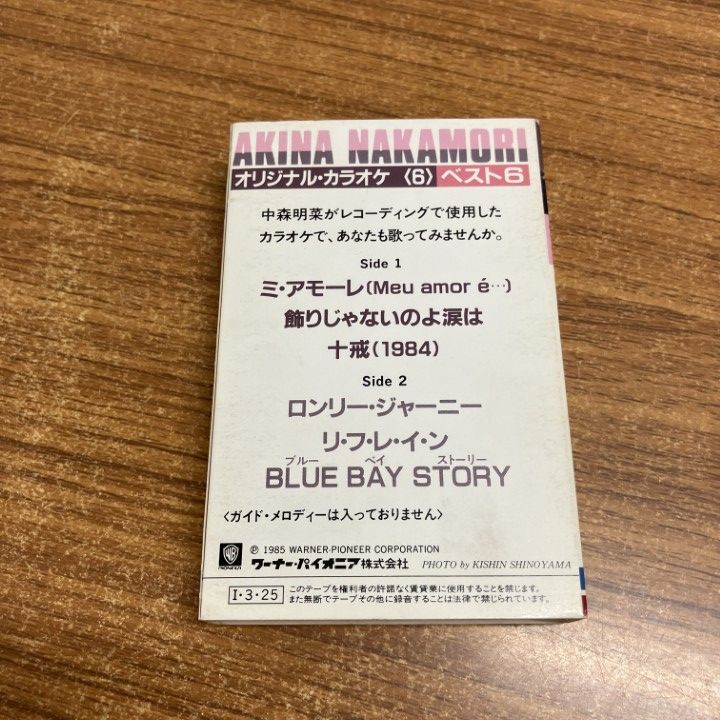 AKINA NAKAMORI
オリジナル・カラオケ〈6〉ベスト6
中森明菜がレコーディングで使用した
カラオケで、あなたも歌ってみませんか。
Side 1
ミ・アモーレ(Meu amor é…)
飾りじゃないのよ涙は
十戒(1984)
Side 2
ロンリー・ジャーニー
リ・フ・レ・イ・ン
ブルー ベイ ストーリー
BLUE BAY STORY
〈ガイド・メロディーは入っておりません〉
Ⓟ 1985 WARNER-PIONEER CORPORATION
ワーナー・パイオニア株式会社 PHOTO by KISHIN SHINOYAMA
WB PIONEER
I・3・25 このテープを権利者の許諾なく賃貸業に使用することを禁じます。
また無断でテープその他に録音することは法律で禁じられています。